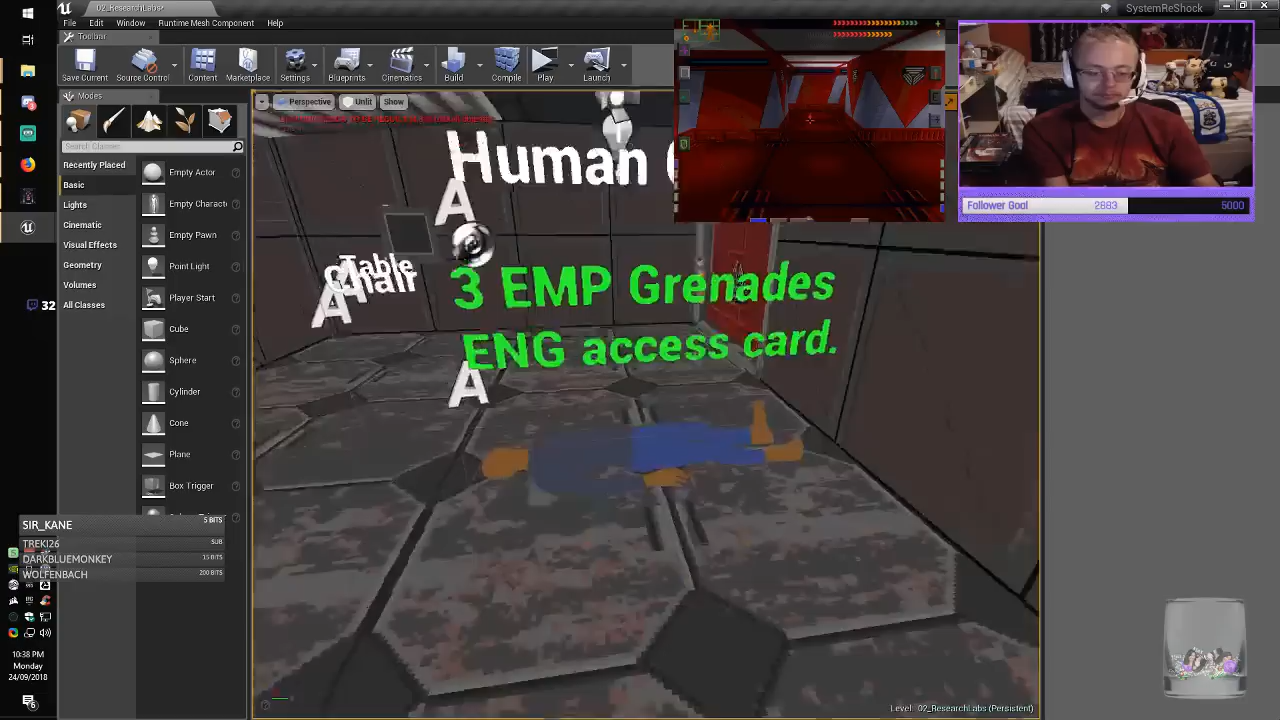 02_ResearchLabs*
SystemReShock
File Edit Window Runtime Mesh Component Help
Toolbar
Save Current Source Control Content Marketplace Settings Blueprints Cinematics Build Compile Play Launch
Modes
Perspective Unlit Show
Search Classes
Recently Placed
Basic
Lights
Cinematic
Visual Effects
Geometry
Volumes
All Classes
Empty Actor
Empty Charact
Empty Pawn
Point Light
Player Start
Cube
Sphere
Cylinder
Cone
Plane
Box Trigger
Human
A
Table
Chair
A
3 EMP Grenades
ENG access card.
A
Follower Goal 2883 5000
32
SIR_KANE 5 BITS
TREKI26 SUB
DARKBLUEMONKEY 15 BITS
WOLFENBACH 200 BITS
10:38 PM
Monday
24/09/2018
Level: 02_ResearchLabs (Persistent)